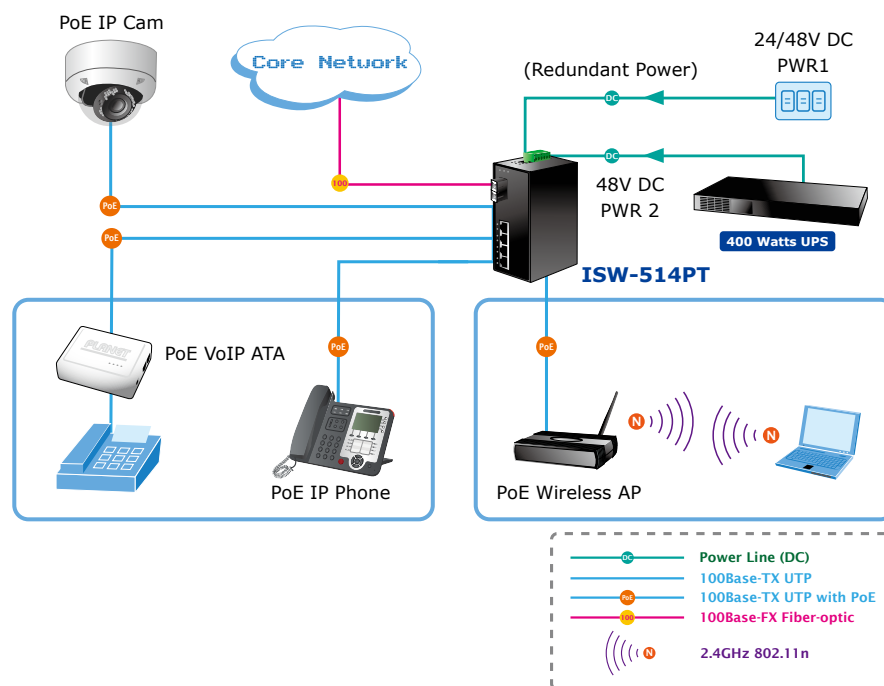 PoE IP Cam
Core Network
24/48V DC
PWR1
(Redundant Power)
DC
DC
48V DC
PWR 2
100
PoE
PoE
400 Watts UPS
ISW-514PT
PoE VoIP ATA
PLANET
PoE
PoE
N
N
PoE IP Phone
PoE Wireless AP
DC
Power Line (DC)
100Base-TX UTP
PoE
100Base-TX UTP with PoE
100
100Base-FX Fiber-optic
N
2.4GHz 802.11n